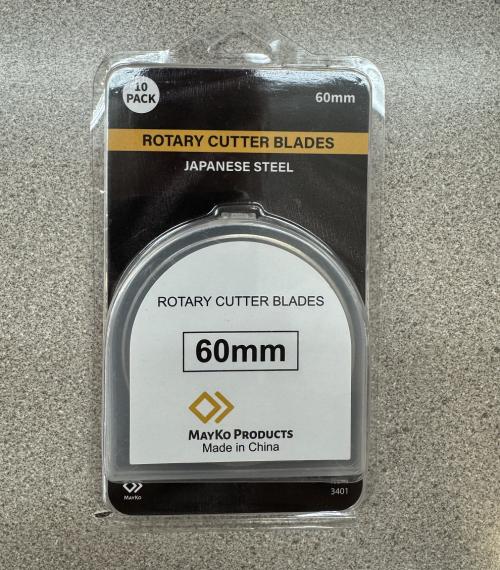 10
PACK
60mm
ROTARY CUTTER BLADES
JAPANESE STEEL
ROTARY CUTTER BLADES
60mm
MAYKO PRODUCTS
Made in China
MAYKO
3401